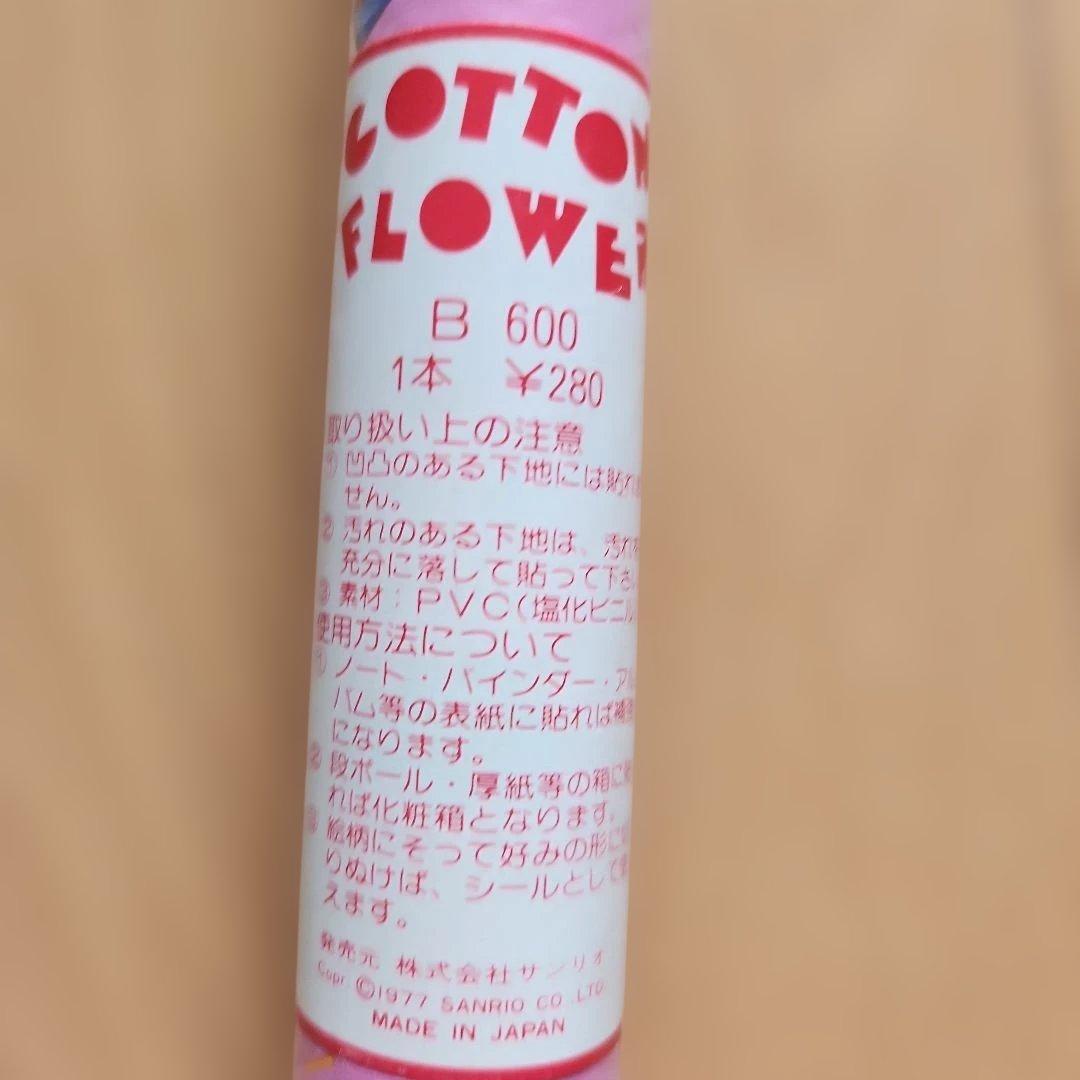 COTTON
FLOWER
B 600
1本 ¥280
取り扱い上の注意
① 凹凸のある下地には貼れ
せん。
② 汚れのある下地は、汚れ
充分に落して貼って下さ
③ 素材：PVC(塩化ビニル
使用方法について
① ノート・バインダー・アル
バム等の表紙に貼れば補強
になります。
② 段ボール・厚紙等の箱に
れば化粧箱となります。
③ 絵柄にそって好みの形に
りぬけば、シールとして使
えます。
発売元 株式会社サンリオ
Copr. ©1977 SANRIO CO.,LTD.
MADE IN JAPAN